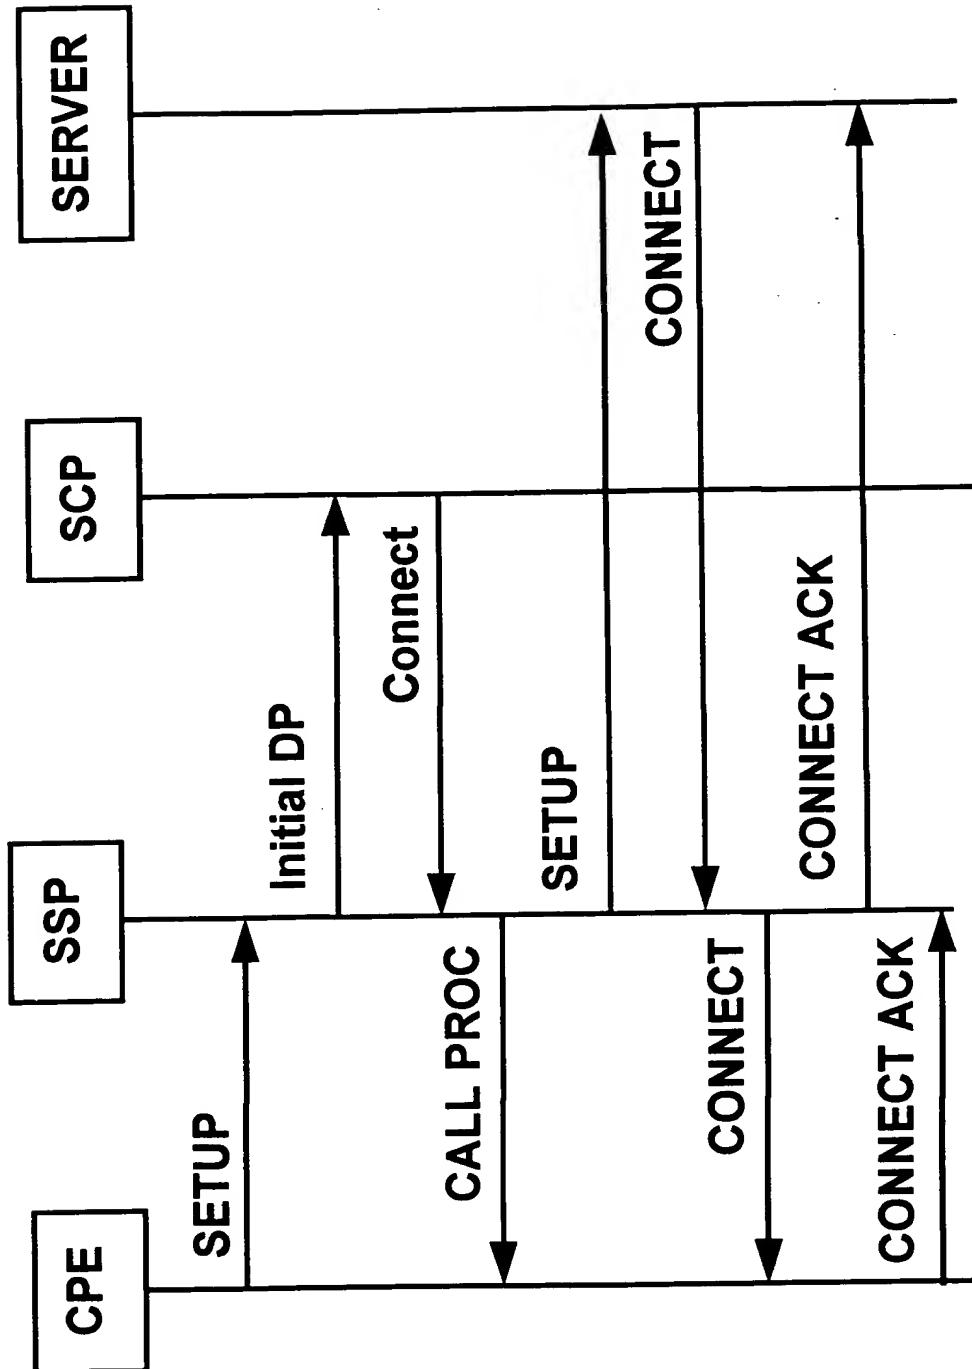 CPE
SSP
SCP
SERVER
SETUP
Initial DP
Connect
CALL PROC
SETUP
CONNECT
CONNECT
CONNECT ACK
CONNECT ACK